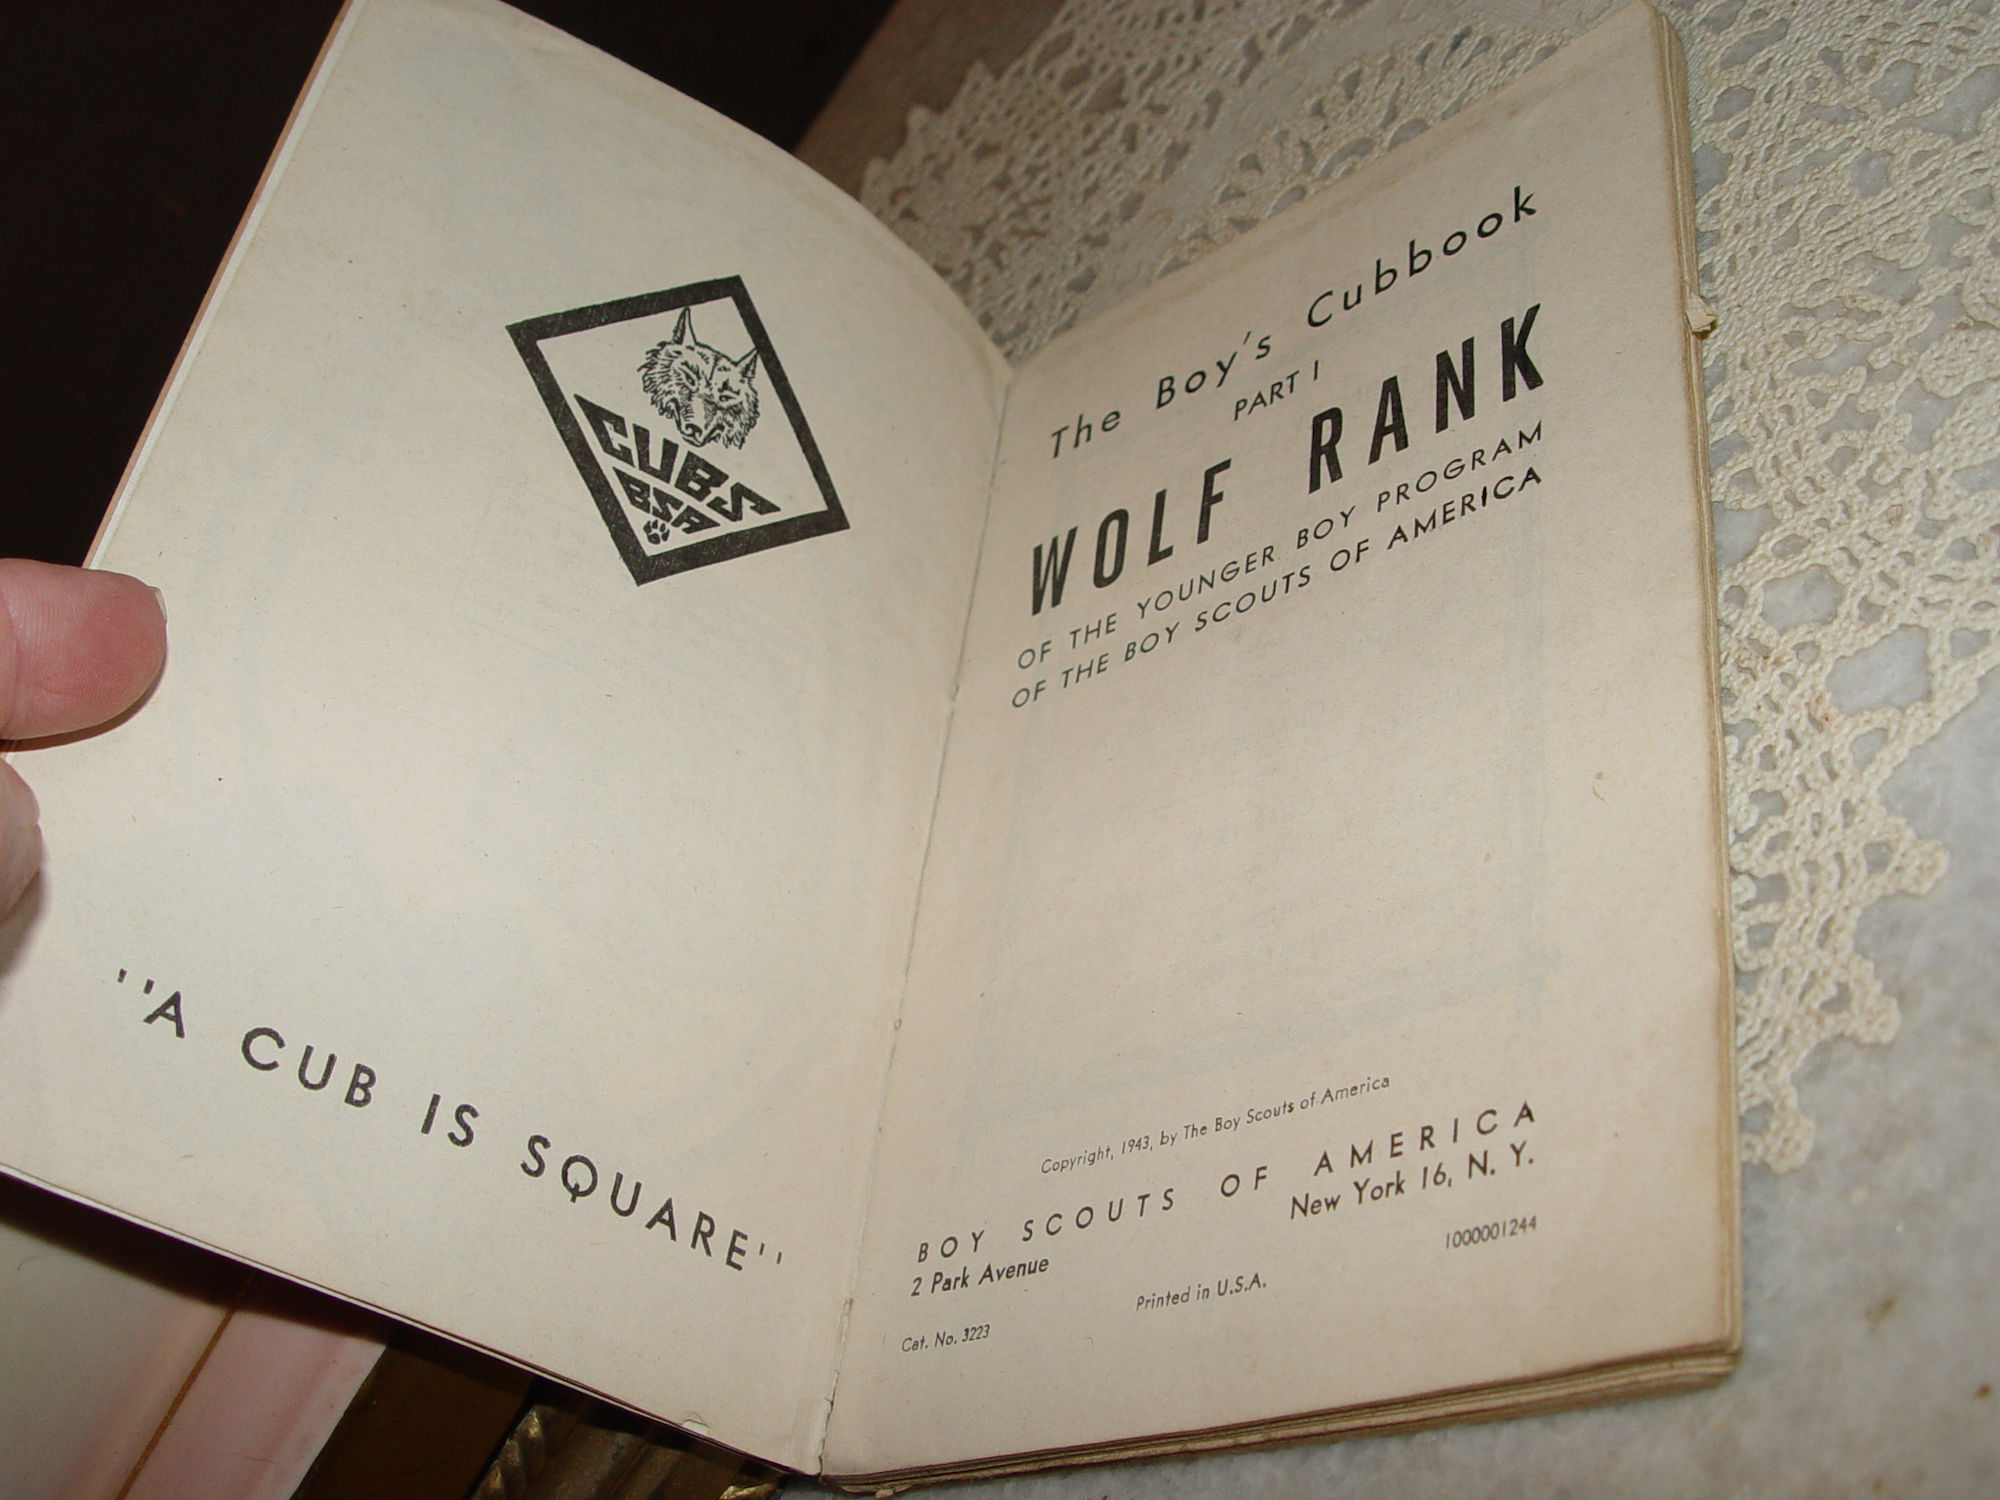 CUBS
BSA
"A CUB IS SQUARE"
The Boy's Cubbook
PART I
WOLF RANK
OF THE YOUNGER BOY PROGRAM
OF THE BOY SCOUTS OF AMERICA
Copyright, 1943, by The Boy Scouts of America
BOY SCOUTS OF AMERICA
2 Park Avenue New York 16, N. Y.
1000001244
Printed in U.S.A.
Cat. No. 3223